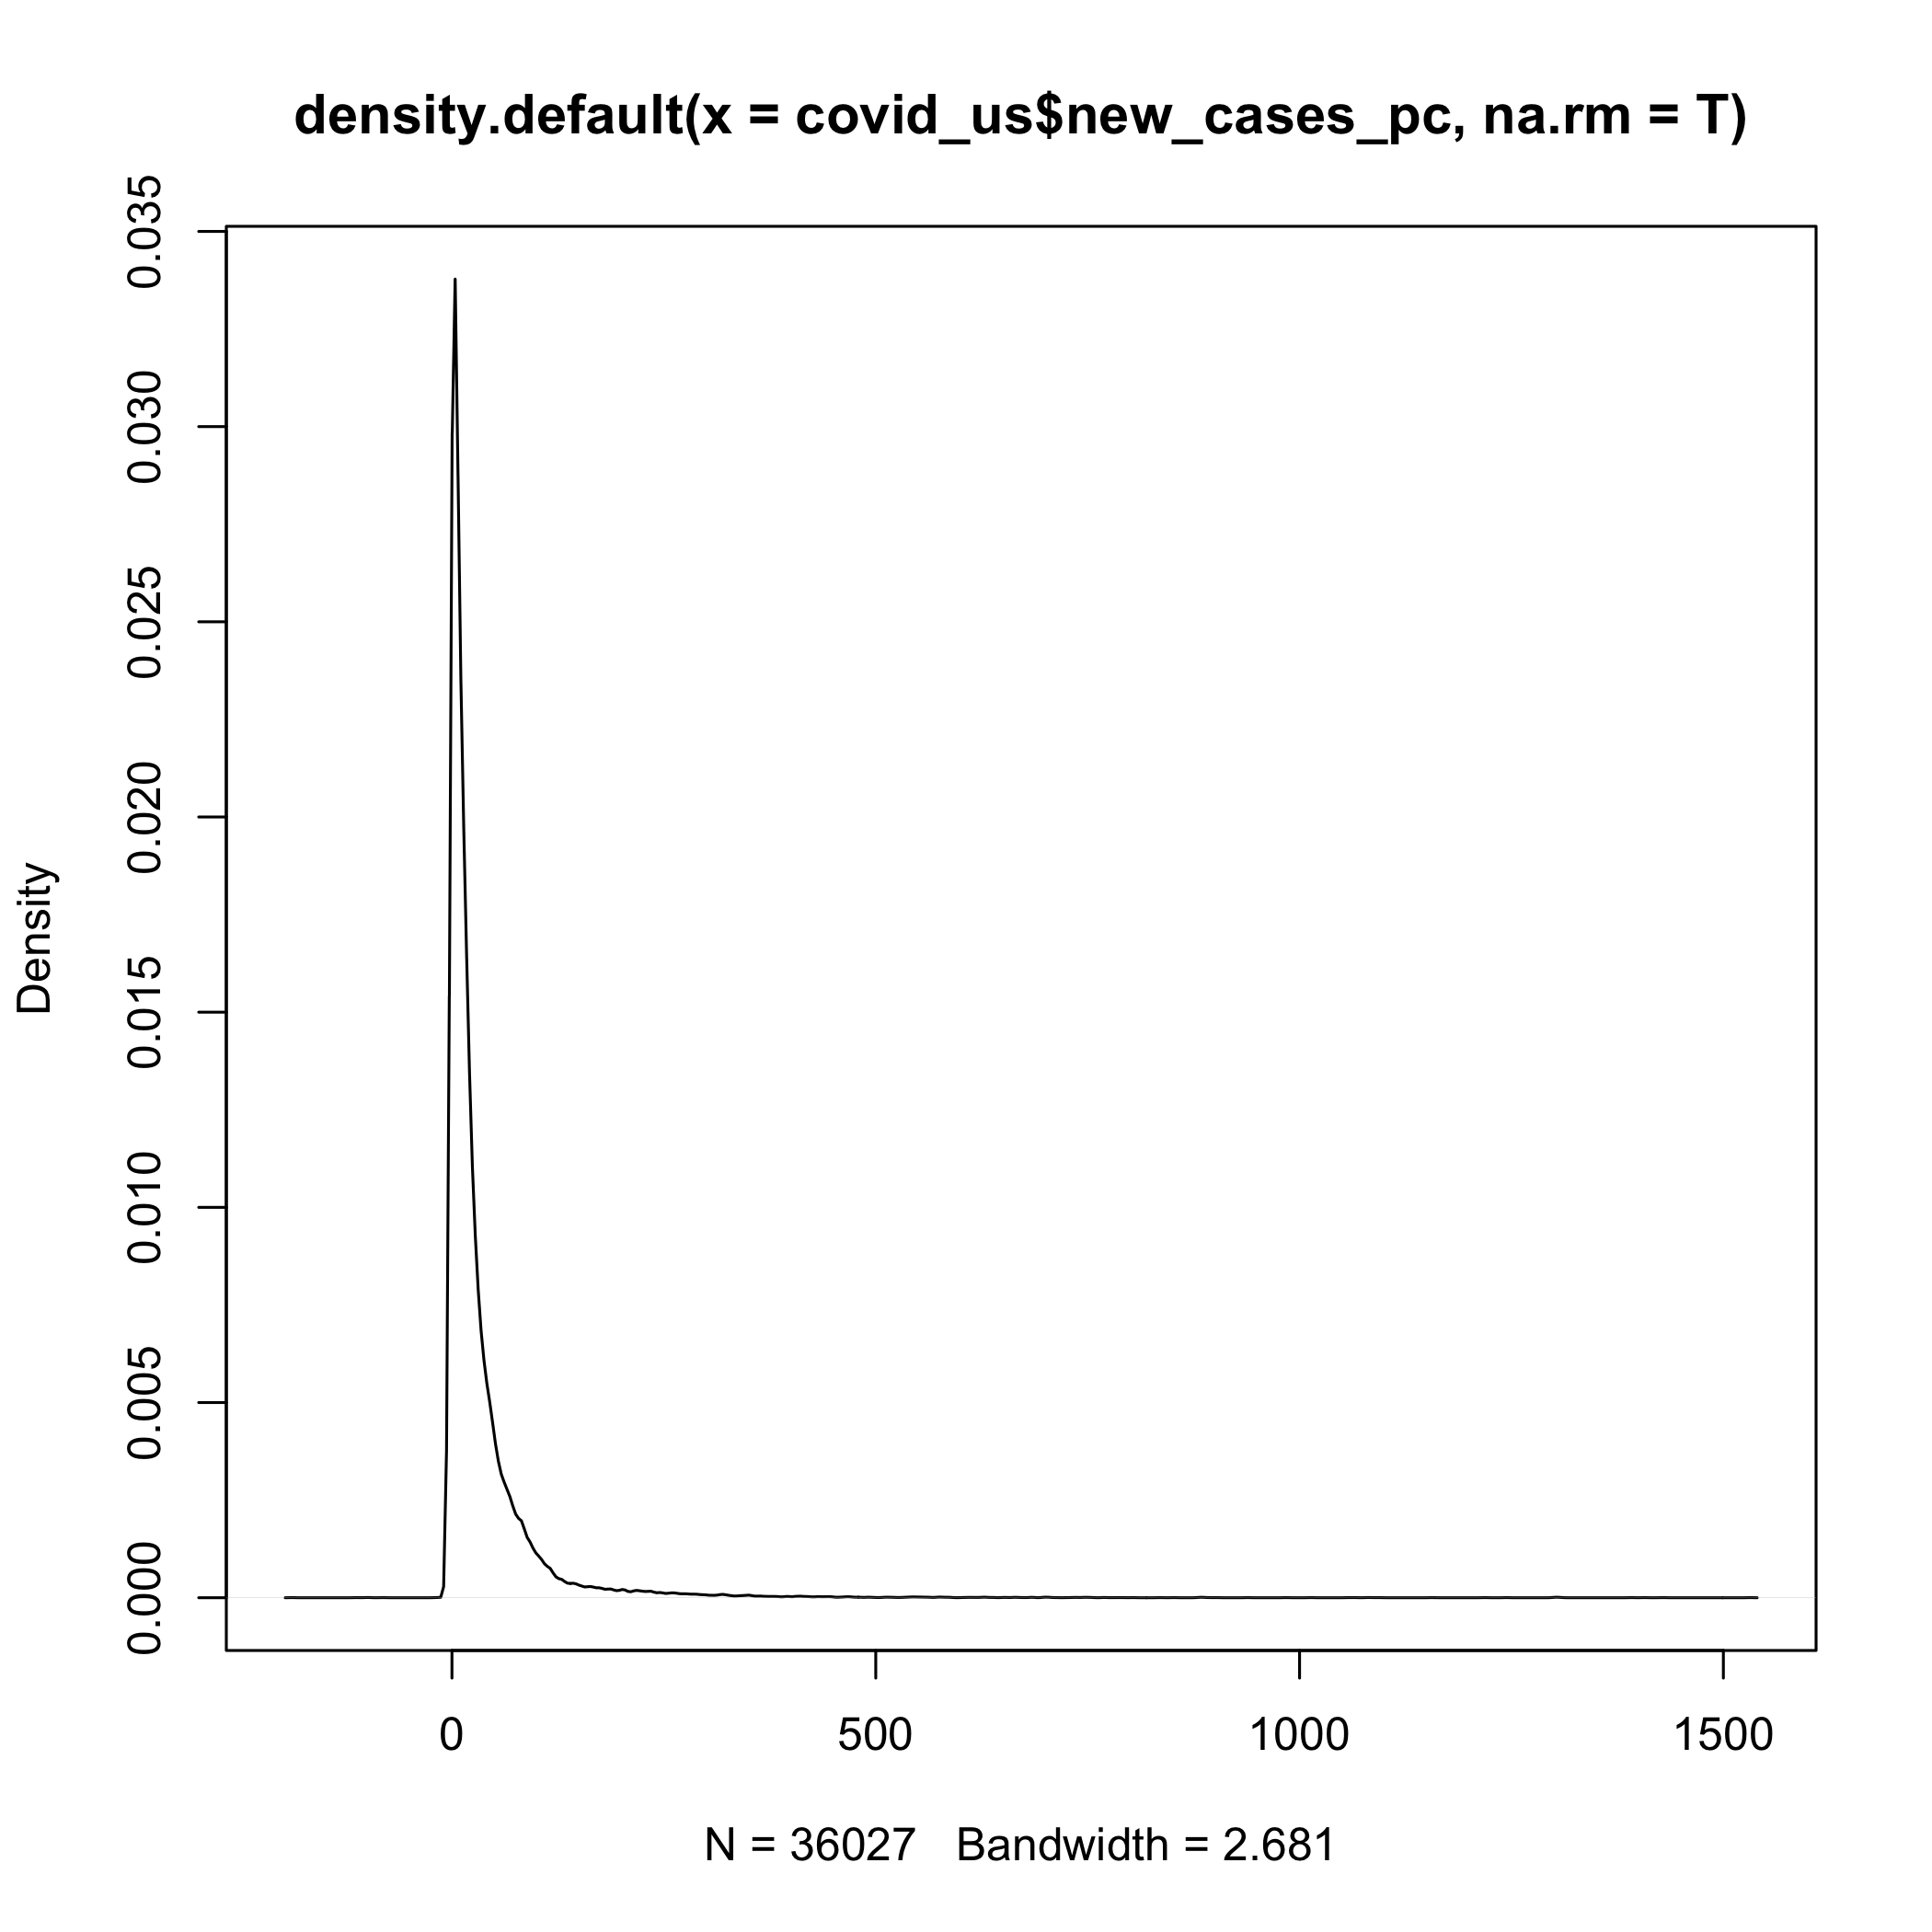 density.default(x = covid_us$new_cases_pc, na.rm = T)
Density
0.035
0.030
0.025
0.020
0.015
0.010
0.005
0.000
0 500 1000 1500
N = 36027 Bandwidth = 2.681